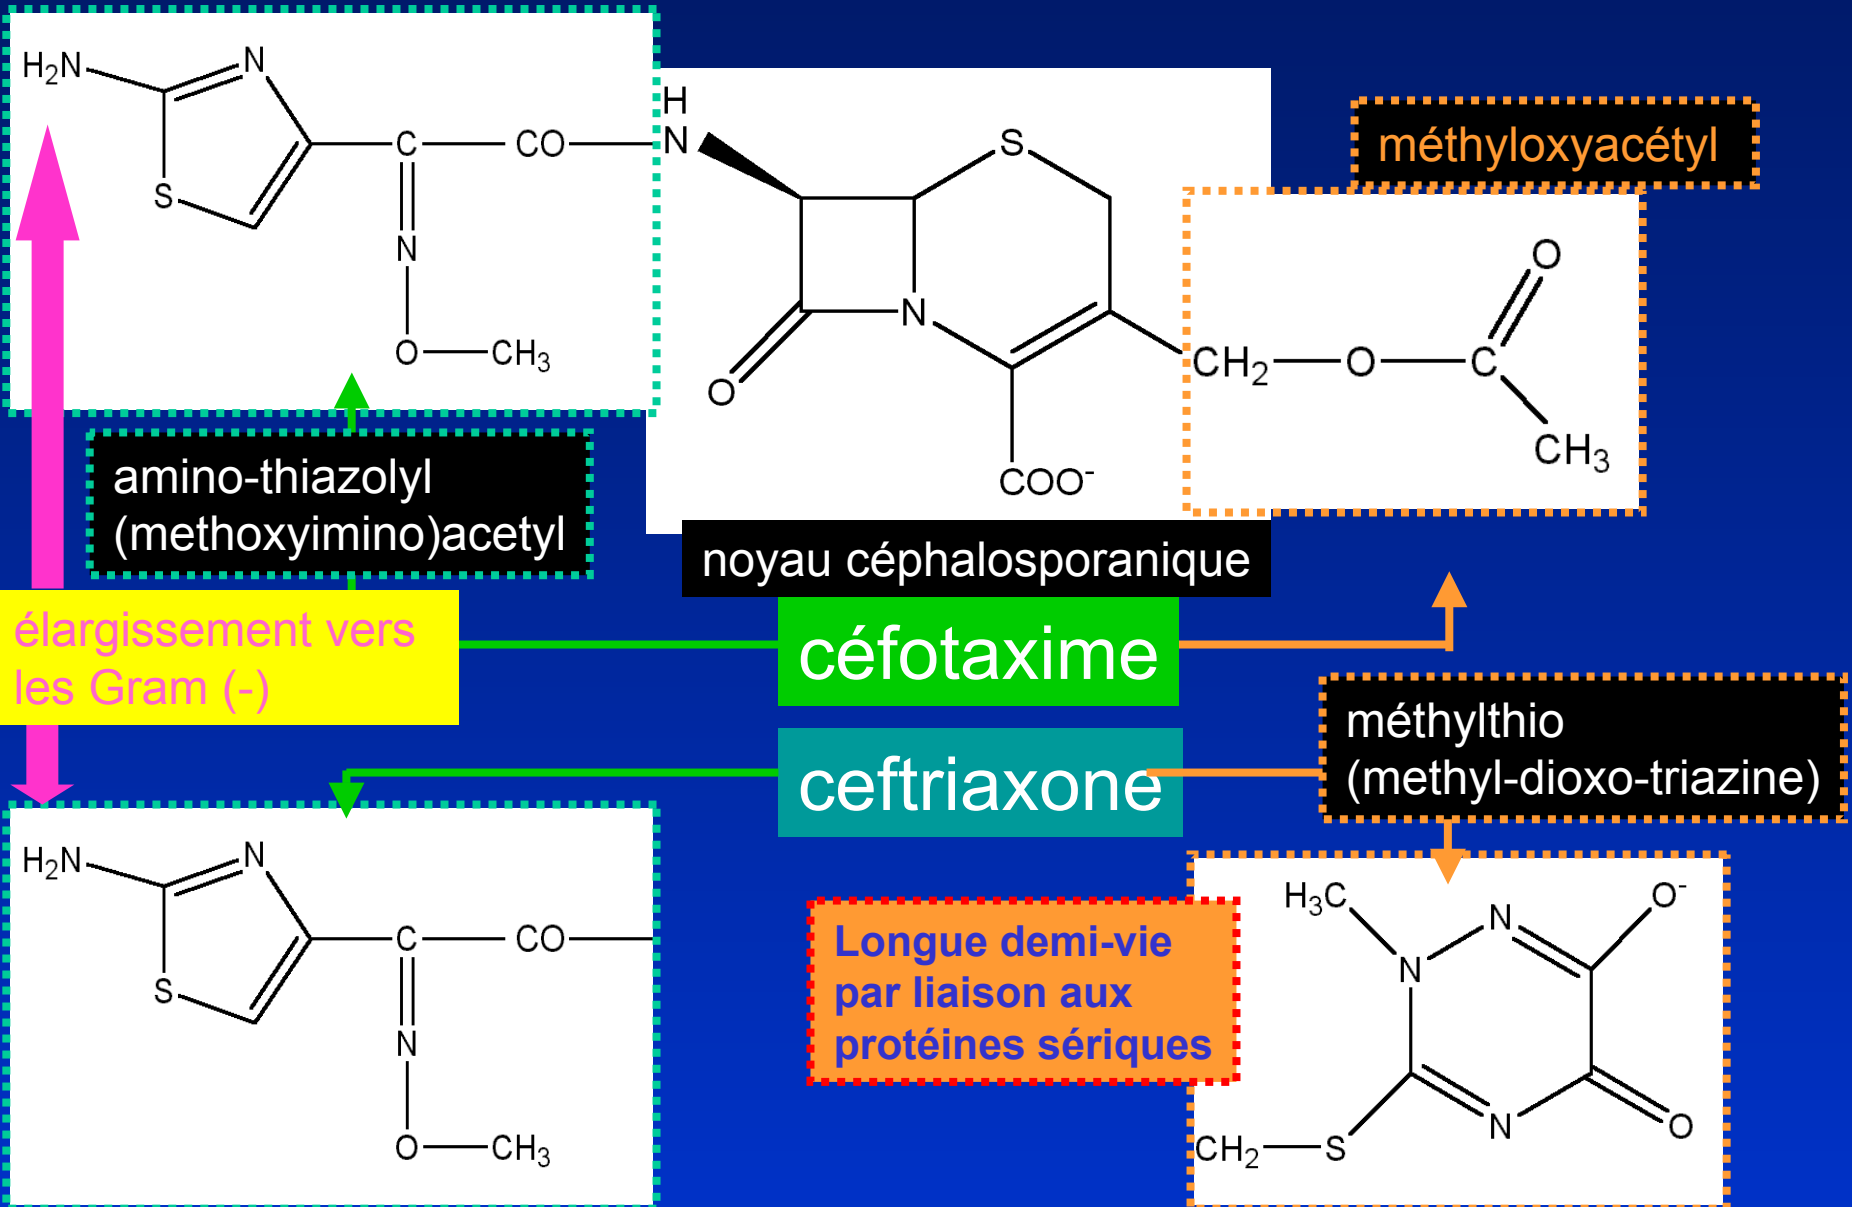 H₂N
N
S
C
CO
N
O
CH₃
H
N
S
N
O
COO⁻
méthyloxyacétyl
O
CH₂
O
C
CH₃
amino-thiazolyl
(methoxyimino)acetyl
noyau céphalosporanique
élargissement vers
les Gram (-)
céfotaxime
ceftriaxone
méthylthio
(methyl-dioxo-triazine)
H₂N
N
S
C
CO
N
O
CH₃
Longue demi-vie
par liaison aux
protéines sériques
H₃C
N
O⁻
N
N
O
CH₂
S